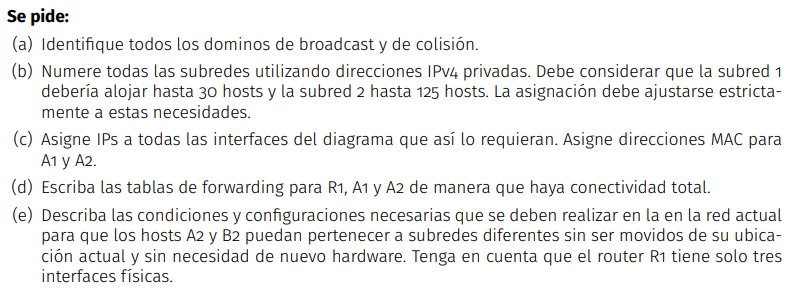 Se pide:
(a) Identifique todos los dominos de broadcast y de colisión.
(b) Numere todas las subredes utilizando direcciones IPv4 privadas. Debe considerar que la subred 1
debería alojar hasta 30 hosts y la subred 2 hasta 125 hosts. La asignación debe ajustarse estricta-
mente a estas necesidades.
(c) Asigne IPs a todas las interfaces del diagrama que así lo requieran. Asigne direcciones MAC para
A1 y A2.
(d) Escriba las tablas de forwarding para R1, A1 y A2 de manera que haya conectividad total.
(e) Describa las condiciones y configuraciones necesarias que se deben realizar en la en la red actual
para que los hosts A2 y B2 puedan pertenecer a subredes diferentes sin ser movidos de su ubica-
ción actual y sin necesidad de nuevo hardware. Tenga en cuenta que el router R1 tiene solo tres
interfaces físicas.